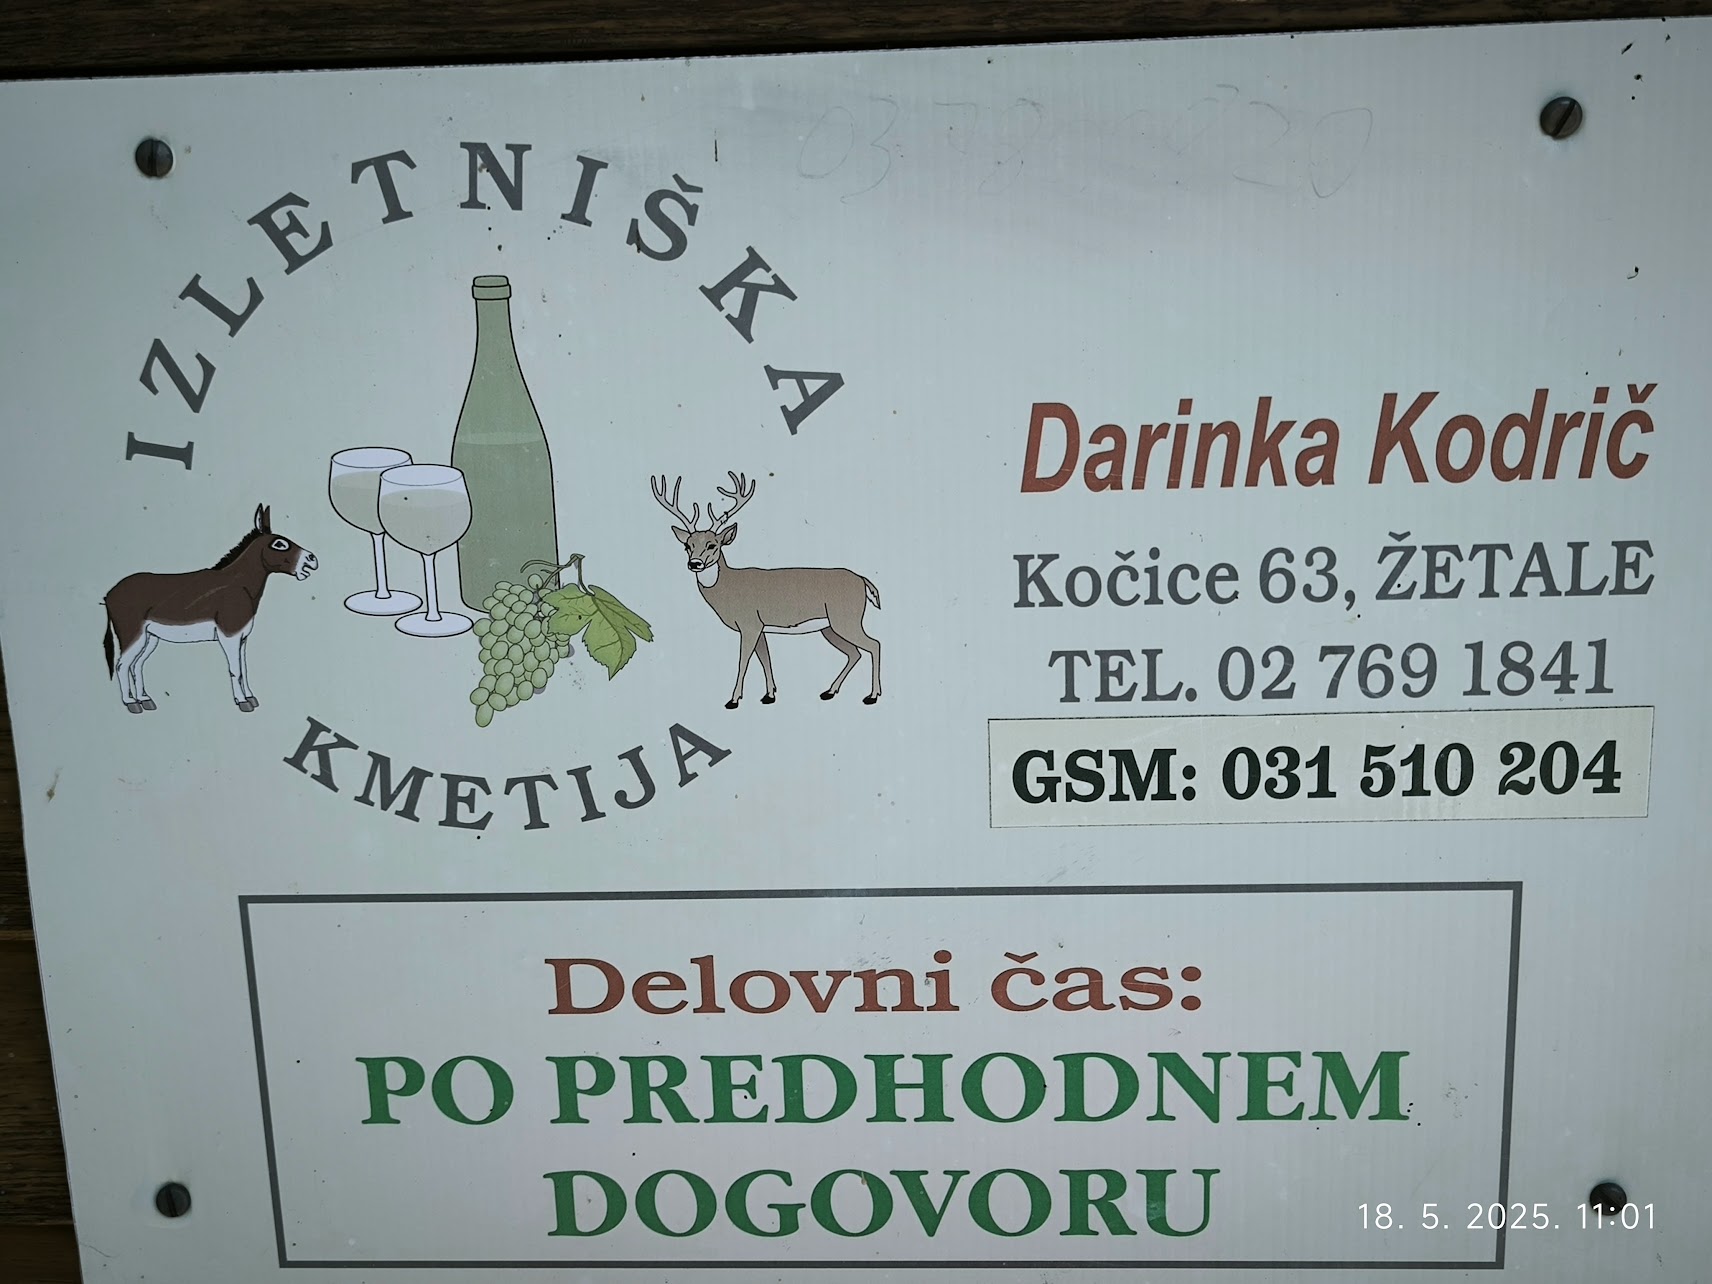 IZLETNIŠKA
KMETIJA
Darinka Kodrič
Kočice 63, ŽETALE
TEL. 02 769 1841
GSM: 031 510 204
Delovni čas:
PO PREDHODNEM
DOGOVORU
18. 5. 2025. 11:01